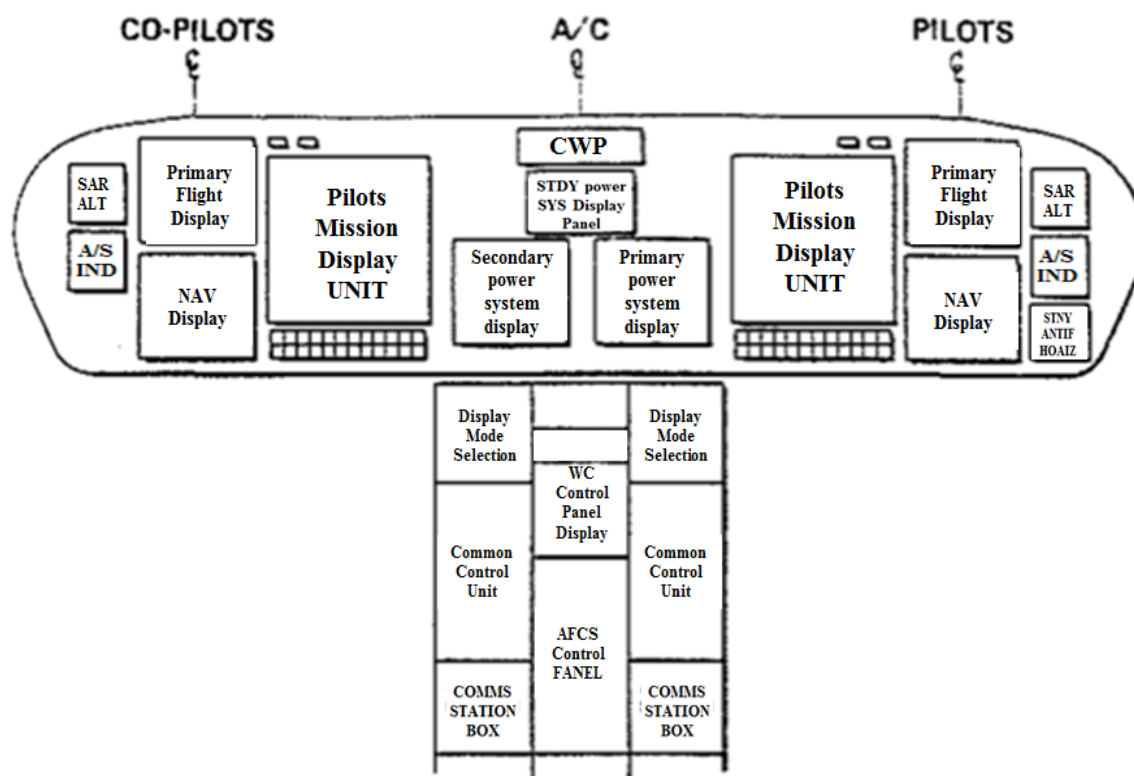 CO-PILOTS
A/C
PILOTS
SAR
ALT
A/S
IND
Primary
Flight
Display
NAV
Display
Pilots
Mission
Display
UNIT
CWP
STDY power
SYS Display
Panel
Secondary
power
system
display
Primary
power
system
display
Pilots
Mission
Display
UNIT
Primary
Flight
Display
NAV
Display
SAR
ALT
A/S
IND
STNY
ANTIF
HOAIZ
Display
Mode
Selection
Common
Control
Unit
COMMS
STATION
BOX
WC
Control
Panel
Display
AFCS
Control
FANEL
Display
Mode
Selection
Common
Control
Unit
COMMS
STATION
BOX